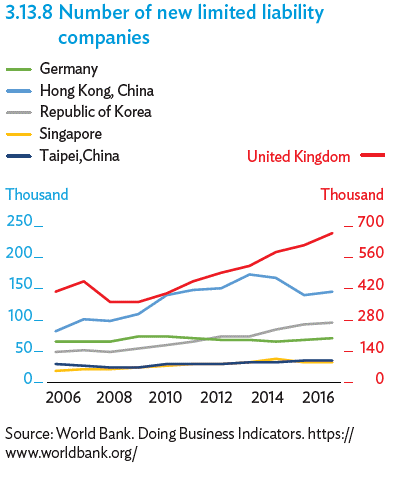 3.13.8 Number of new limited liability
companies
Germany
Hong Kong, China
Republic of Korea
Singapore
Taipei,China
United Kingdom
Thousand
Thousand
250
700
200
560
150
420
100
280
50
140
0
0
2006 2008 2010 2012 2014 2016
Source: World Bank. Doing Business Indicators. https://
www.worldbank.org/